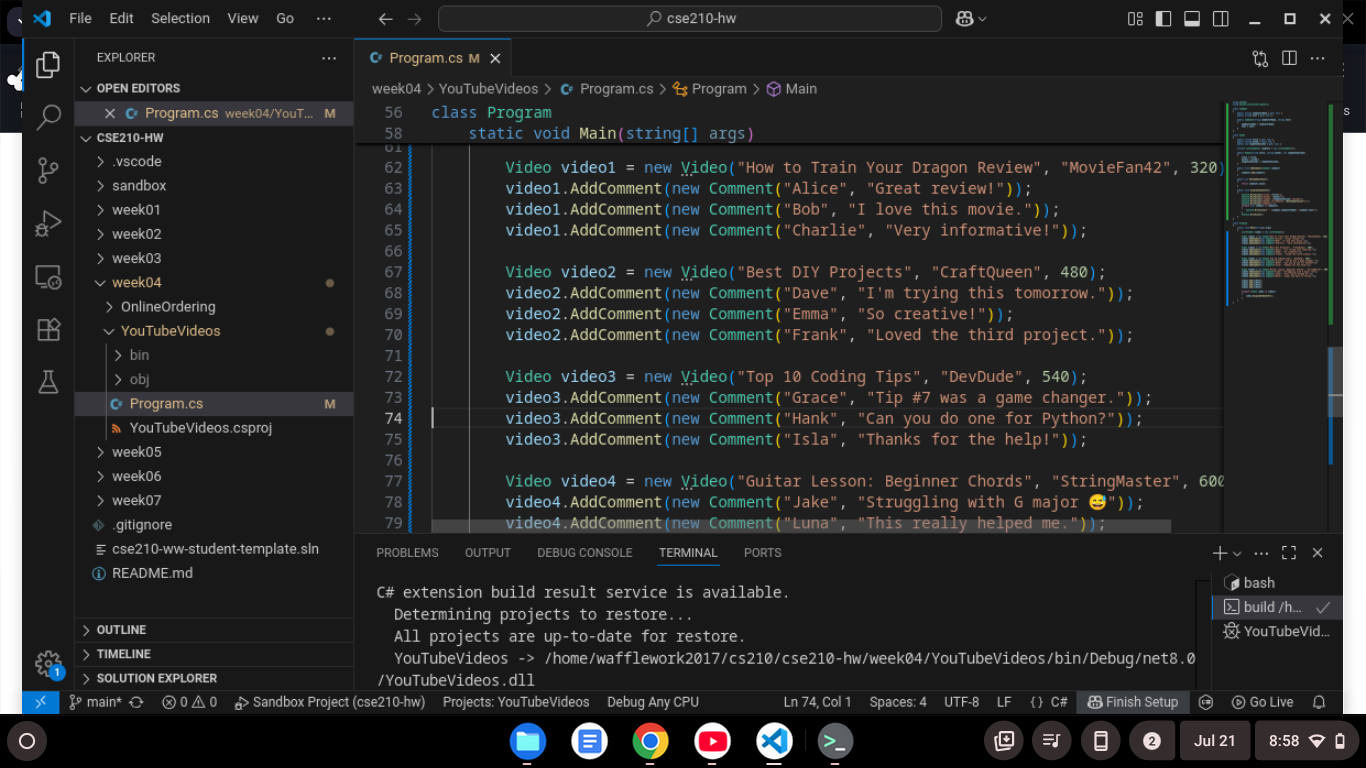 File Edit Selection View Go ··· cse210-hw
EXPLORER ···
OPEN EDITORS
Program.cs week04/YouT... M
CSE210-HW
.vscode
sandbox
week01
week02
week03
week04
OnlineOrdering
YouTubeVideos
bin
obj
Program.cs M
YouTubeVideos.csproj
week05
week06
week07
.gitignore
cse210-ww-student-template.sln
README.md
OUTLINE
TIMELINE
SOLUTION EXPLORER
1
Program.cs M
week04 > YouTubeVideos > Program.cs > Program > Main
56 class Program
58 static void Main(string[] args)
61
62 Video video1 = new Video("How to Train Your Dragon Review", "MovieFan42", 320)
63 video1.AddComment(new Comment("Alice", "Great review!"));
64 video1.AddComment(new Comment("Bob", "I love this movie."));
65 video1.AddComment(new Comment("Charlie", "Very informative!"));
66
67 Video video2 = new Video("Best DIY Projects", "CraftQueen", 480);
68 video2.AddComment(new Comment("Dave", "I'm trying this tomorrow."));
69 video2.AddComment(new Comment("Emma", "So creative!"));
70 video2.AddComment(new Comment("Frank", "Loved the third project."));
71
72 Video video3 = new Video("Top 10 Coding Tips", "DevDude", 540);
73 video3.AddComment(new Comment("Grace", "Tip #7 was a game changer."));
74 video3.AddComment(new Comment("Hank", "Can you do one for Python?"));
75 video3.AddComment(new Comment("Isla", "Thanks for the help!"));
76
77 Video video4 = new Video("Guitar Lesson: Beginner Chords", "StringMaster", 600
78 video4.AddComment(new Comment("Jake", "Struggling with G major 😅"));
79 video4.AddComment(new Comment("Luna", "This really helped me."));
PROBLEMS OUTPUT DEBUG CONSOLE TERMINAL PORTS
C# extension build result service is available.
Determining projects to restore...
All projects are up-to-date for restore.
YouTubeVideos -> /home/wafflework2017/cs210/cse210-hw/week04/YouTubeVideos/bin/Debug/net8.0
/YouTubeVideos.dll
bash
build /h...
YouTubeVid...
main* 0 0 Sandbox Project (cse210-hw) Projects: YouTubeVideos Debug Any CPU Ln 74, Col 1 Spaces: 4 UTF-8 LF {} C# Finish Setup Go Live
2 Jul 21 8:58